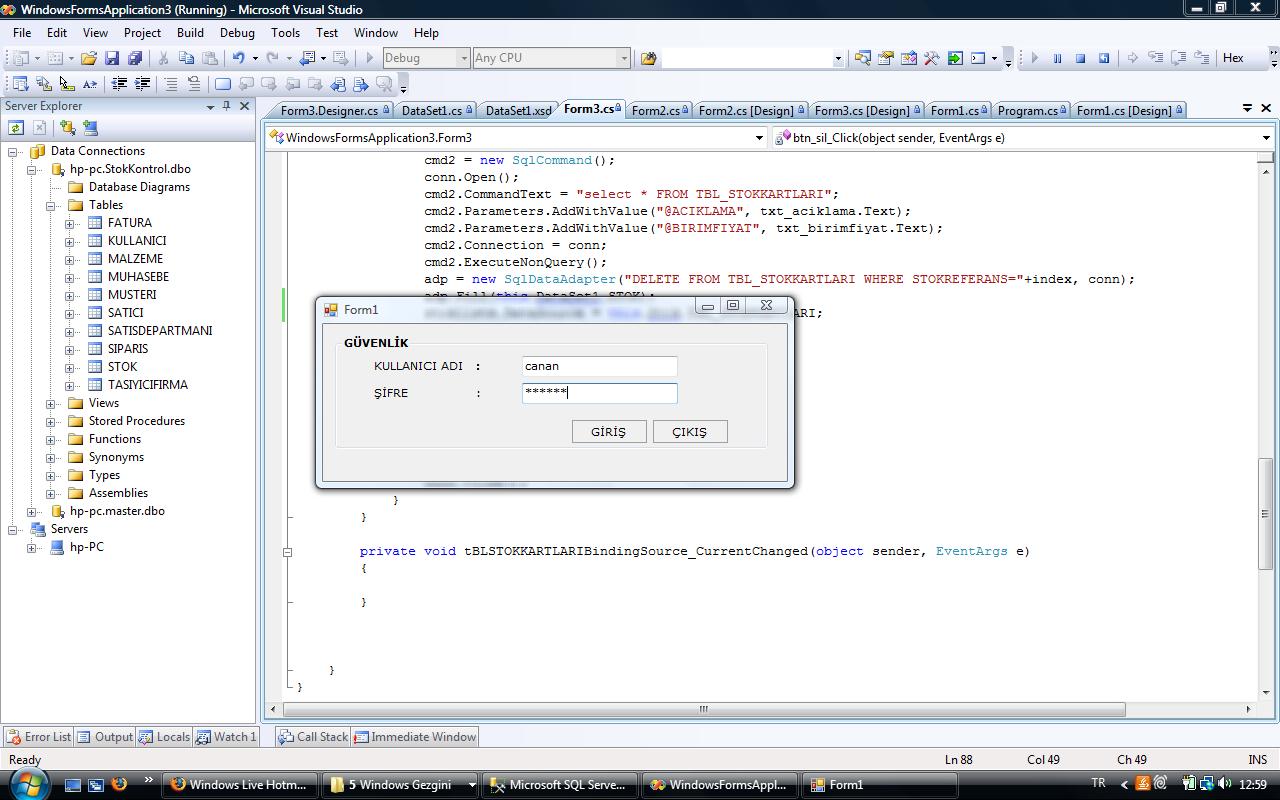 WindowsFormsApplication3 (Running) - Microsoft Visual Studio
File Edit View Project Build Debug Tools Test Window Help
Debug Any CPU Hex
Server Explorer
Form3.Designer.cs DataSet1.cs DataSet1.xsd Form3.cs Form2.cs Form2.cs [Design] Form3.cs [Design] Form1.cs Program.cs Form1.cs [Design]
WindowsFormsApplication3.Form3 btn_sil_Click(object sender, EventArgs e)
Data Connections
hp-pc.StokKontrol.dbo
Database Diagrams
Tables
FATURA
KULLANICI
MALZEME
MUHASEBE
MUSTERI
SATICI
SATISDEPARTMANI
SIPARIS
STOK
TASIYICIFIRMA
Views
Stored Procedures
Functions
Synonyms
Types
Assemblies
hp-pc.master.dbo
Servers
hp-PC
cmd2 = new SqlCommand();
conn.Open();
cmd2.CommandText = "select * FROM TBL_STOKKARTLARI";
cmd2.Parameters.AddWithValue("@ACIKLAMA", txt_aciklama.Text);
cmd2.Parameters.AddWithValue("@BIRIMFIYAT", txt_birimfiyat.Text);
cmd2.Connection = conn;
cmd2.ExecuteNonQuery();
adp = new SqlDataAdapter("DELETE FROM TBL_STOKKARTLARI WHERE STOKREFERANS="+index, conn);
adp.Fill(this.DataSet1.STOK);
ARI;
Form1
GÜVENLİK
KULLANICI ADI : canan
ŞİFRE : ******
GİRİŞ ÇIKIŞ
}
}
private void tBLSTOKKARTLARIBindingSource_CurrentChanged(object sender, EventArgs e)
{
}
}
}
Error List Output Locals Watch 1 Call Stack Immediate Window
Ready Ln 88 Col 49 Ch 49 INS
Windows Live Hotm... 5 Windows Gezgini Microsoft SQL Serve... WindowsFormsAppl... Form1 TR 12:59